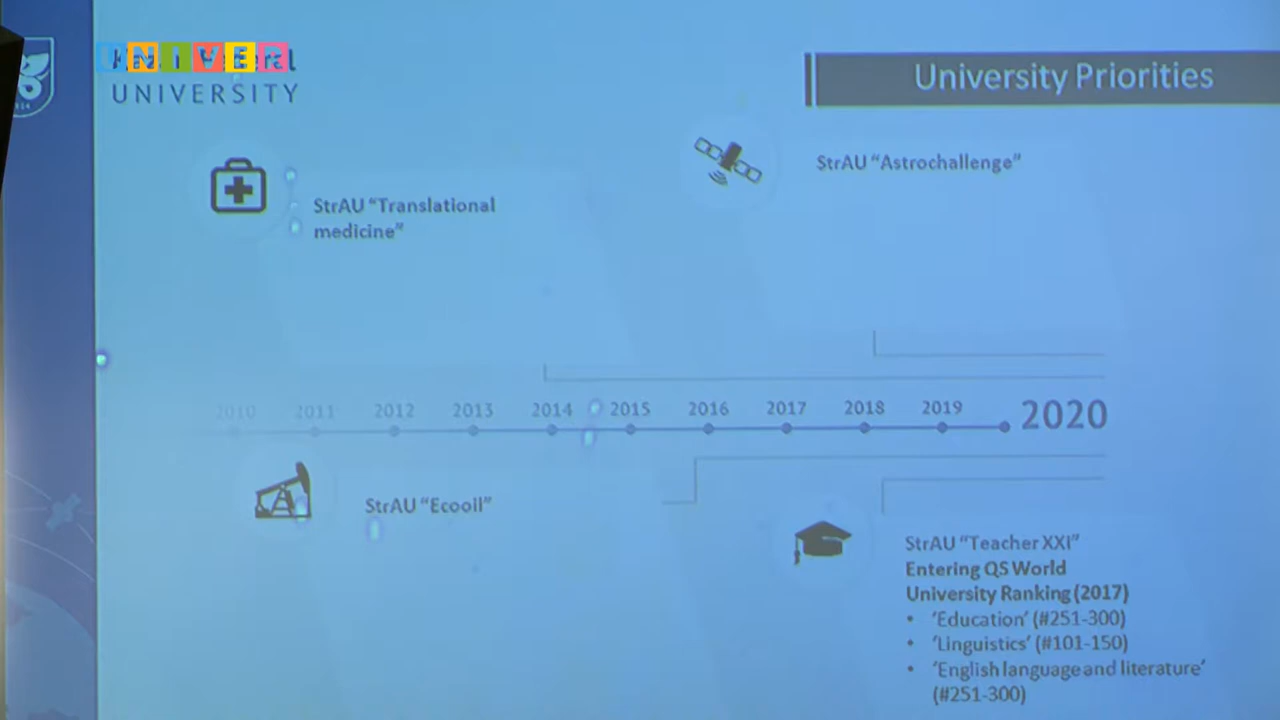 UNIVER
UNIVERSITY
University Priorities
StrAU “Translational
medicine”
StrAU “Astrochallenge”
2010 2011 2012 2013 2014 2015 2016 2017 2018 2019 2020
StrAU “Ecooil”
StrAU “Teacher XXI”
Entering QS World
University Ranking (2017)
• ‘Education’ (#251-300)
• ‘Linguistics’ (#101-150)
• ‘English language and literature’
(#251-300)